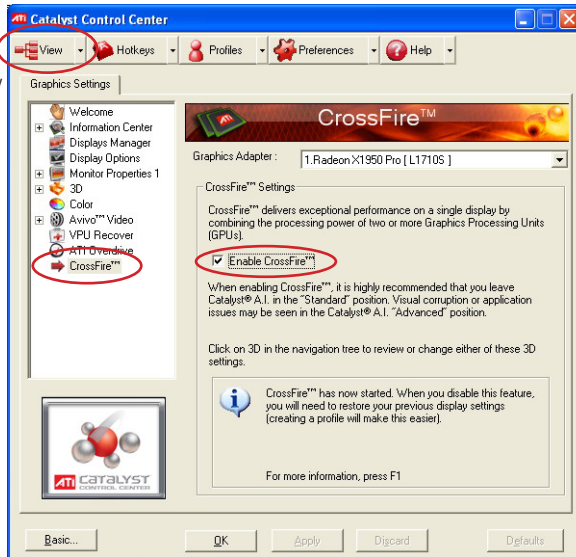 Catalyst Control Center
View
Hotkeys
Profiles
Preferences
Help
Graphics Settings
Welcome
Information Center
Displays Manager
Display Options
Monitor Properties 1
3D
Color
Avivo™ Video
VPU Recover
ATI Overdrive
CrossFire™
CrossFire™
Graphics Adapter :
1.Radeon X1950 Pro [ L1710S ]
CrossFire™ Settings
CrossFire™ delivers exceptional performance on a single display by
combining the processing power of two or more Graphics Processing Units
(GPUs).
Enable CrossFire™
When enabling CrossFire™, it is highly recommended that you leave
Catalyst® A.I. in the "Standard" position. Visual corruption or application
issues may be seen in the Catalyst® A.I. "Advanced" position.
Click on 3D in the navigation tree to review or change either of these 3D
settings.
CrossFire™ has now started. When you disable this feature,
you will need to restore your previous display settings
(creating a profile will make this easier).
For more information, press F1
ATI CATALYST
CONTROL CENTER
Basic...
OK
Apply
Discard
Defaults